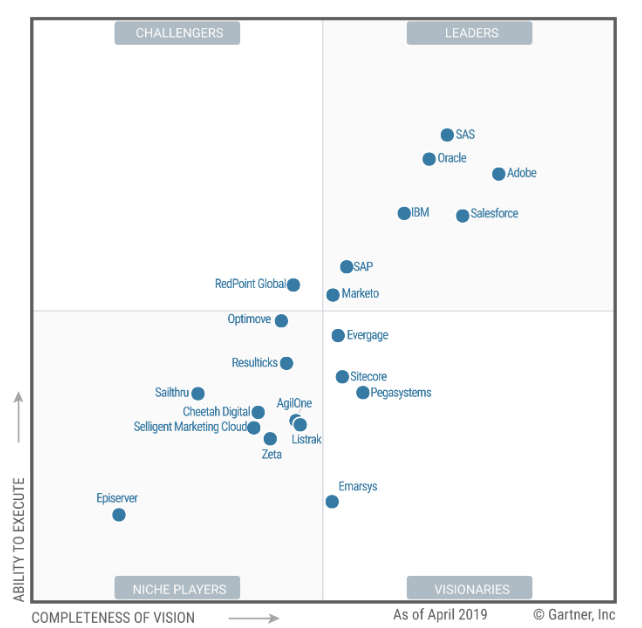 CHALLENGERS
LEADERS
SAS
Oracle
Adobe
IBM
Salesforce
SAP
RedPoint Global
Marketo
Optimove
Evergage
Resulticks
Sitecore
Sailthru
Pegasystems
AgilOne
Cheetah Digital
Selligent Marketing Cloud
Listrak
Zeta
Emarsys
Episerver
ABILITY TO EXECUTE
NICHE PLAYERS
VISIONARIES
COMPLETENESS OF VISION
As of April 2019
© Gartner, Inc